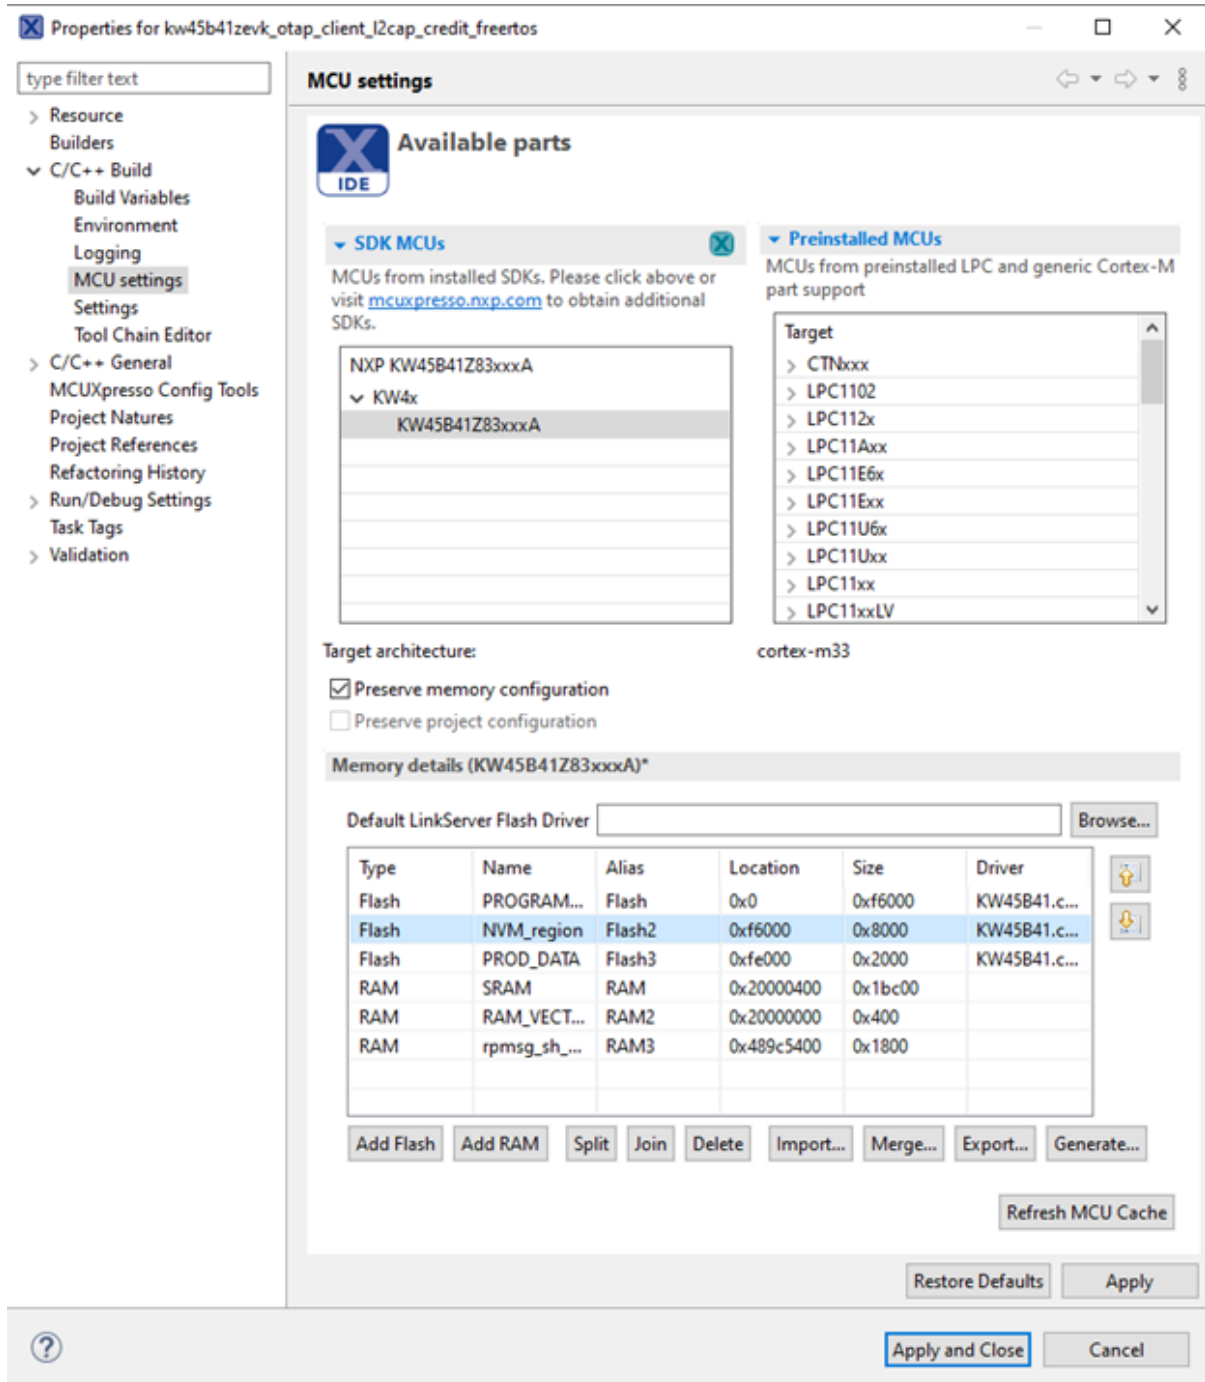 Properties for kw45b41zevk_otap_client_l2cap_credit_freertos
type filter text
Resource
Builders
C/C++ Build
Build Variables
Environment
Logging
MCU settings
Settings
Tool Chain Editor
C/C++ General
MCUXpresso Config Tools
Project Natures
Project References
Refactoring History
Run/Debug Settings
Task Tags
Validation
MCU settings
IDE
Available parts
SDK MCUs
MCUs from installed SDKs. Please click above or
visit mcuxpresso.nxp.com to obtain additional
SDKs.
NXP KW45B41Z83xxxA
KW4x
KW45B41Z83xxxA
Preinstalled MCUs
MCUs from preinstalled LPC and generic Cortex-M
part support
Target
CTNxxx
LPC1102
LPC112x
LPC11Axx
LPC11E6x
LPC11Exx
LPC11U6x
LPC11Uxx
LPC11xx
LPC11xxLV
Target architecture: cortex-m33
Preserve memory configuration
Preserve project configuration
Memory details (KW45B41Z83xxxA)*
Default LinkServer Flash Driver Browse...
Type Name Alias Location Size Driver
Flash PROGRAM... Flash 0x0 0xf6000 KW45B41.c...
Flash NVM_region Flash2 0xf6000 0x8000 KW45B41.c...
Flash PROD_DATA Flash3 0xfe000 0x2000 KW45B41.c...
RAM SRAM RAM 0x20000400 0x1bc00
RAM RAM_VECT... RAM2 0x20000000 0x400
RAM rpmsg_sh_... RAM3 0x489c5400 0x1800
Add Flash Add RAM Split Join Delete Import... Merge... Export... Generate...
Refresh MCU Cache
Restore Defaults Apply
Apply and Close Cancel